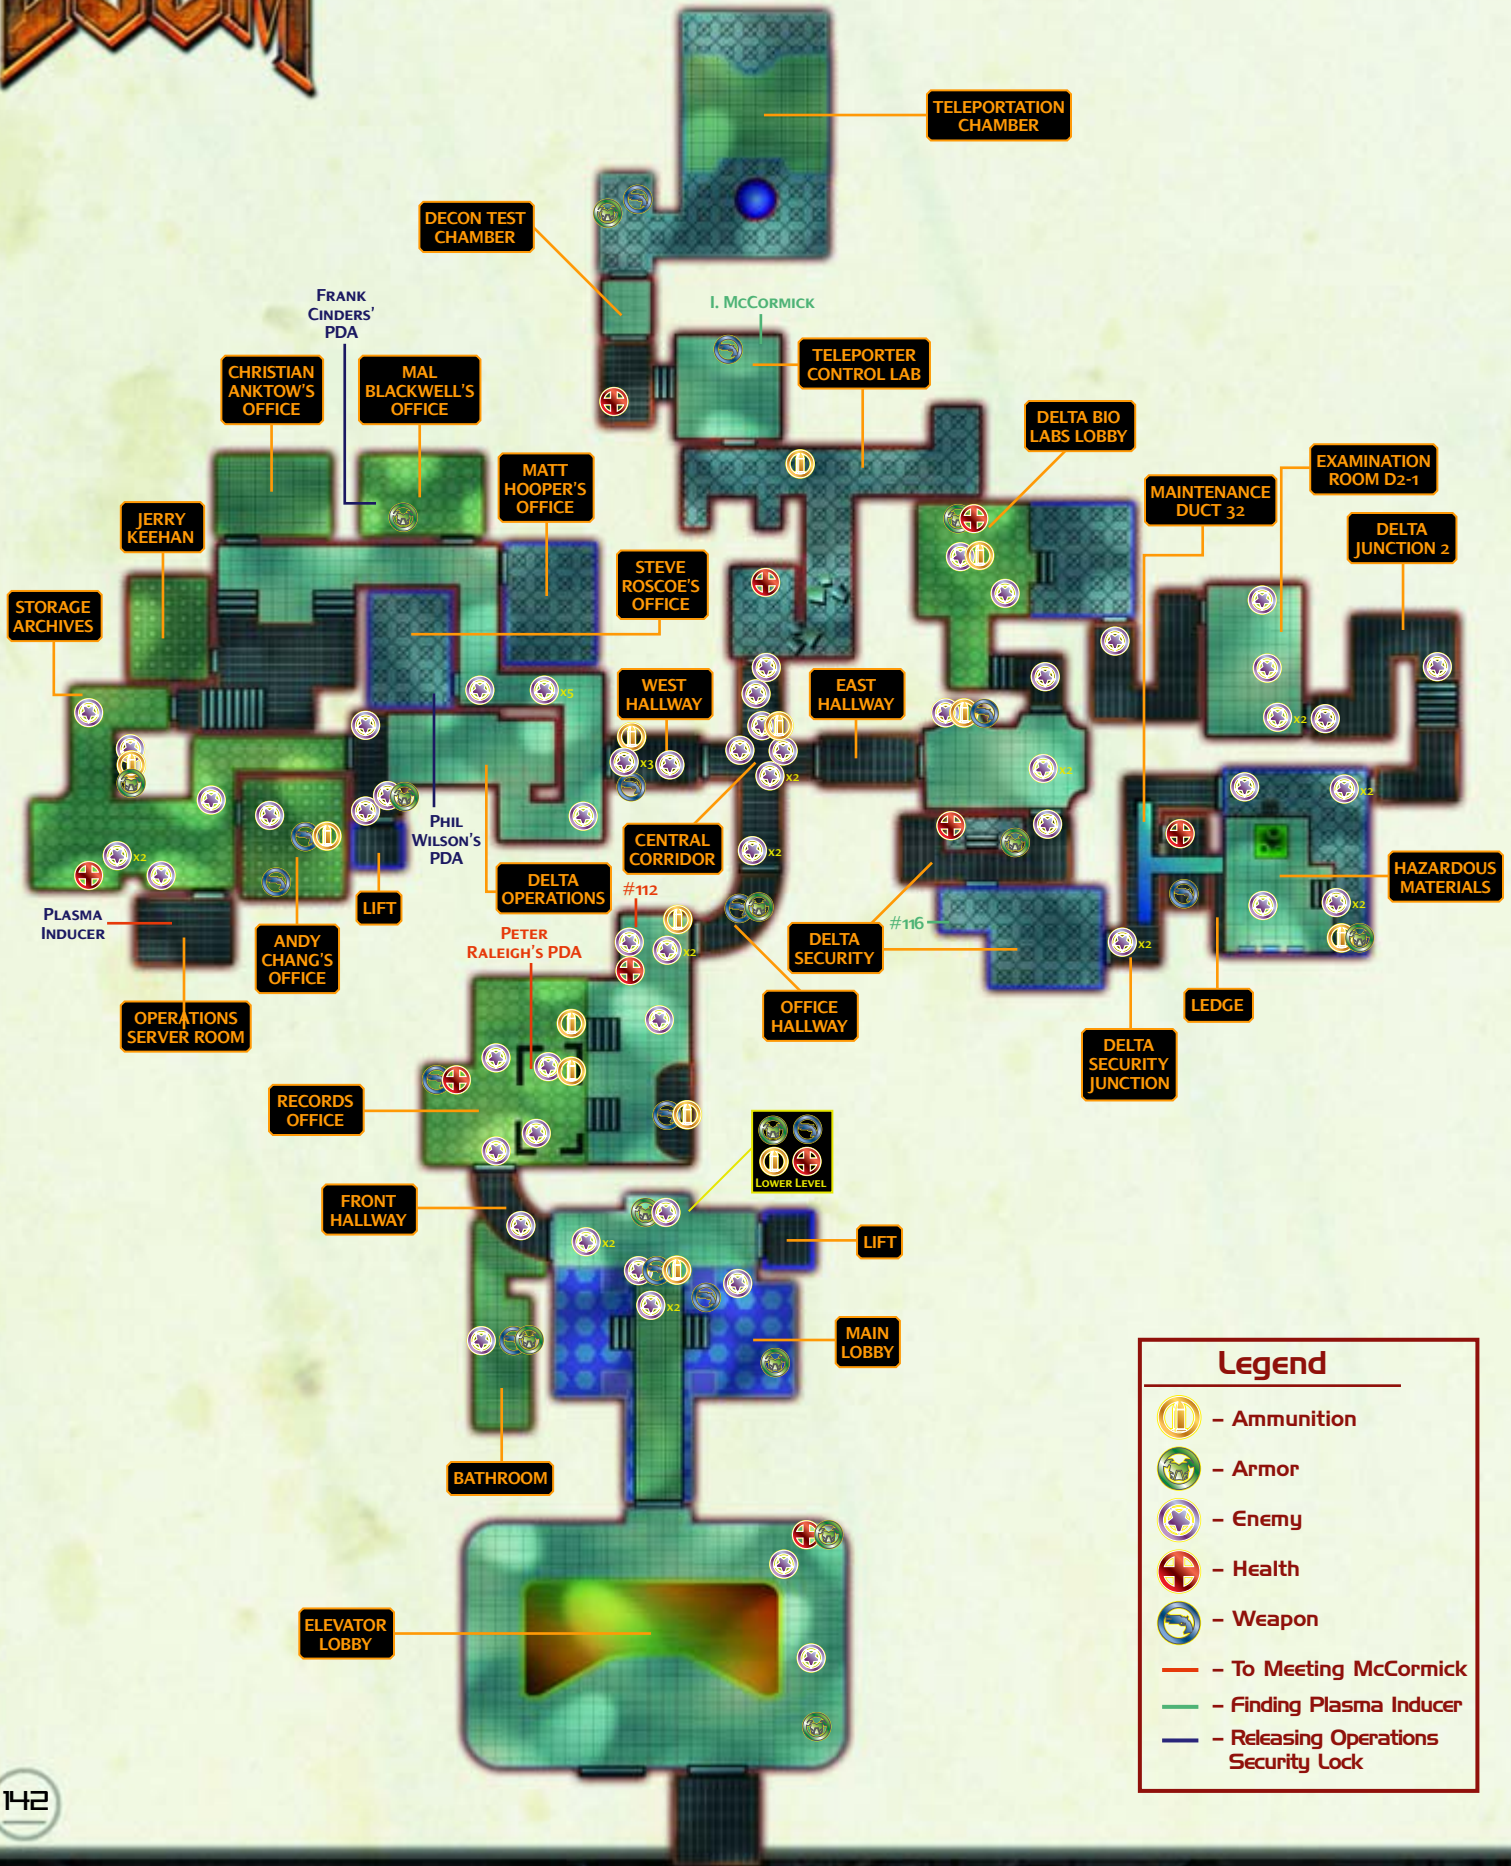 DOOM
TELEPORTATION
CHAMBER
DECON TEST
CHAMBER
FRANK
CINDERS'
PDA
I. MCCORMICK
CHRISTIAN
ANKTOW'S
OFFICE
MAL
BLACKWELL'S
OFFICE
TELEPORTER
CONTROL LAB
DELTA BIO
LABS LOBBY
MATT
HOOPER'S
OFFICE
EXAMINATION
ROOM D2-1
MAINTENANCE
DUCT 32
JERRY
KEEHAN
DELTA
JUNCTION 2
STEVE
ROSCOE'S
OFFICE
STORAGE
ARCHIVES
WEST
HALLWAY
EAST
HALLWAY
x5
x2
x3
x2
x2
x2
PHIL
WILSON'S
PDA
CENTRAL
CORRIDOR
x2
x2
HAZARDOUS
MATERIALS
DELTA
OPERATIONS
#112
LIFT
x2
PLASMA
INDUCER
ANDY
CHANG'S
OFFICE
PETER
RALEIGH'S PDA
x2
#116
DELTA
SECURITY
x2
OPERATIONS
SERVER ROOM
OFFICE
HALLWAY
LEDGE
DELTA
SECURITY
JUNCTION
RECORDS
OFFICE
LOWER LEVEL
FRONT
HALLWAY
x2
LIFT
x2
MAIN
LOBBY
BATHROOM
ELEVATOR
LOBBY
Legend
– Ammunition
– Armor
– Enemy
– Health
– Weapon
– To Meeting McCormick
– Finding Plasma Inducer
– Releasing Operations
Security Lock
142